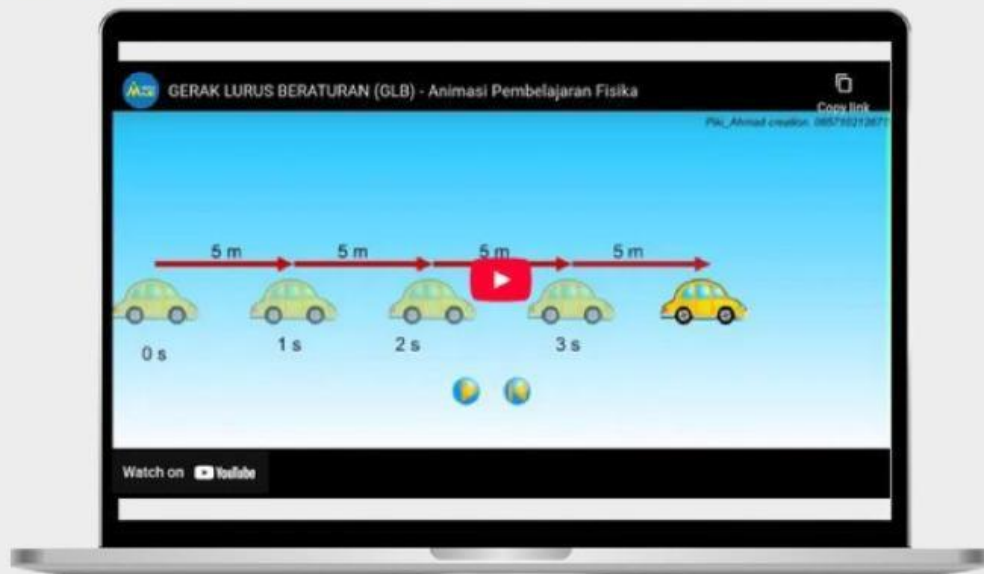 GERAK LURUS BERATURAN (GLB) - Animasi Pembelajaran Fisika
Copy link
5 m 5 m 5 m 5 m
0 s 1 s 2 s 3 s
Watch on YouTube